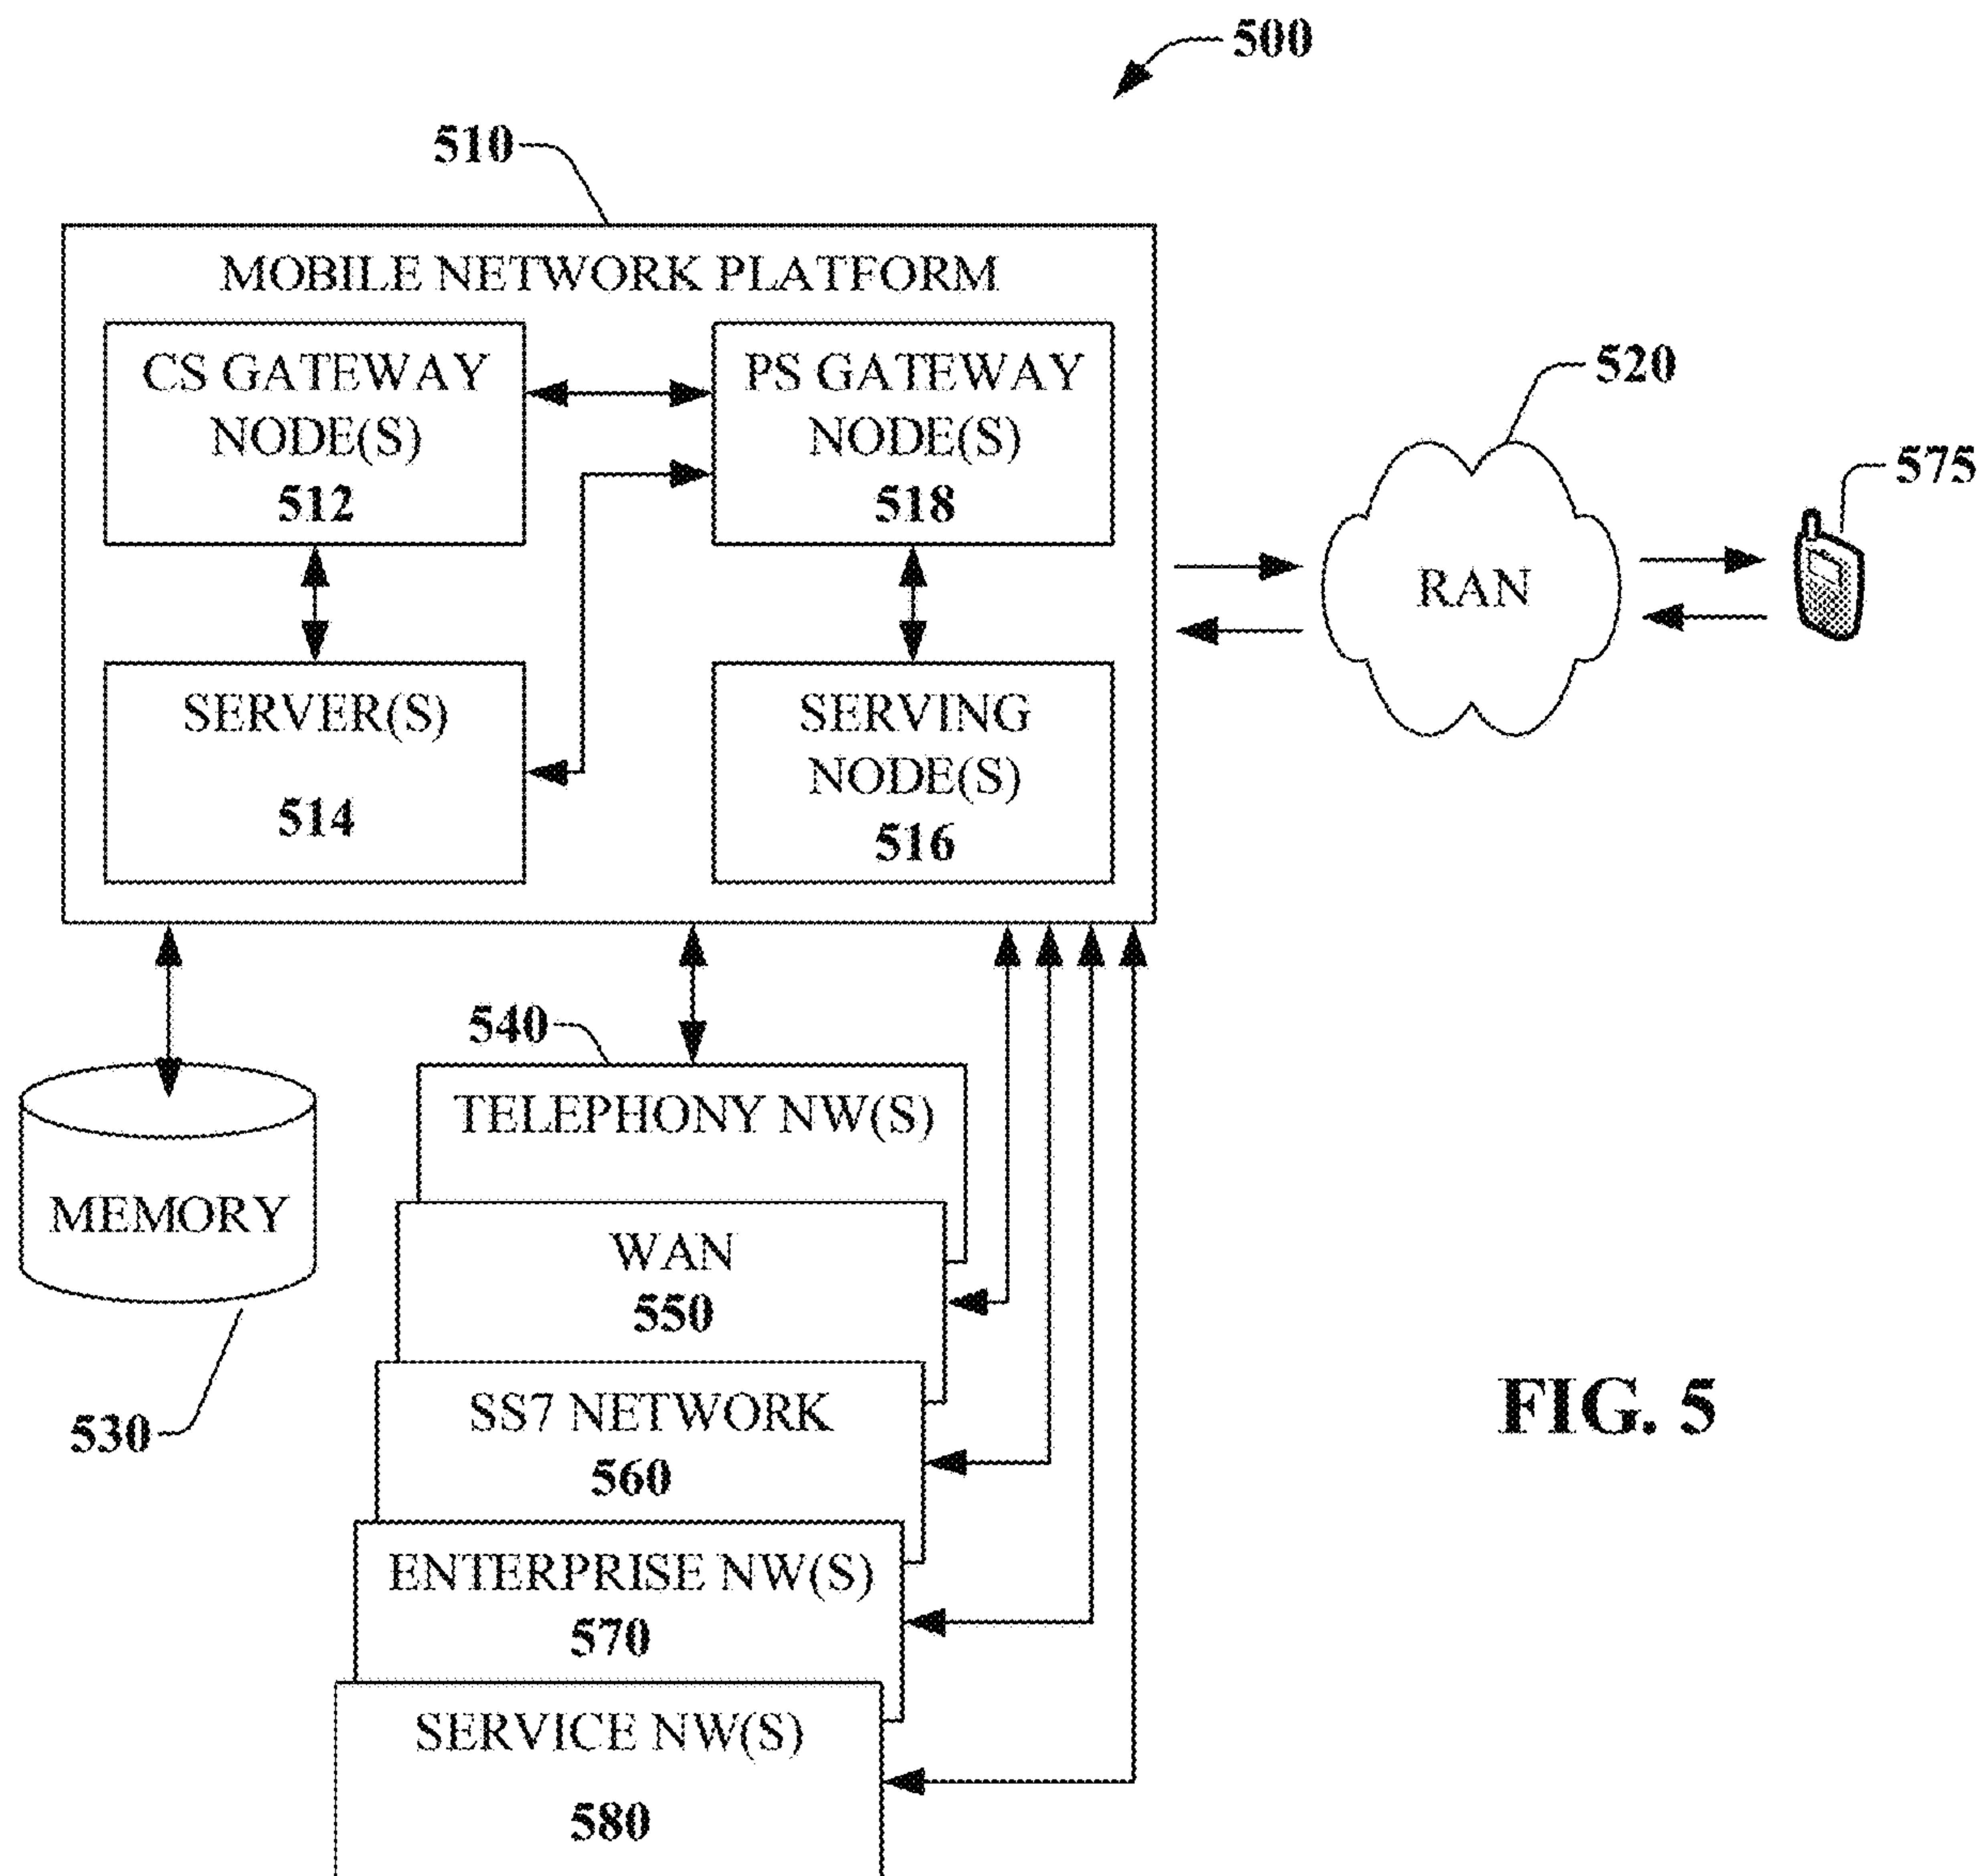 500
510
MOBILE NETWORK PLATFORM
CS GATEWAY
NODE(S)
512
PS GATEWAY
NODE(S)
518
SERVER(S)
514
SERVING
NODE(S)
516
520
RAN
575
540
TELEPHONY NW(S)
MEMORY
530
WAN
550
SS7 NETWORK
560
ENTERPRISE NW(S)
570
SERVICE NW(S)
580
FIG. 5